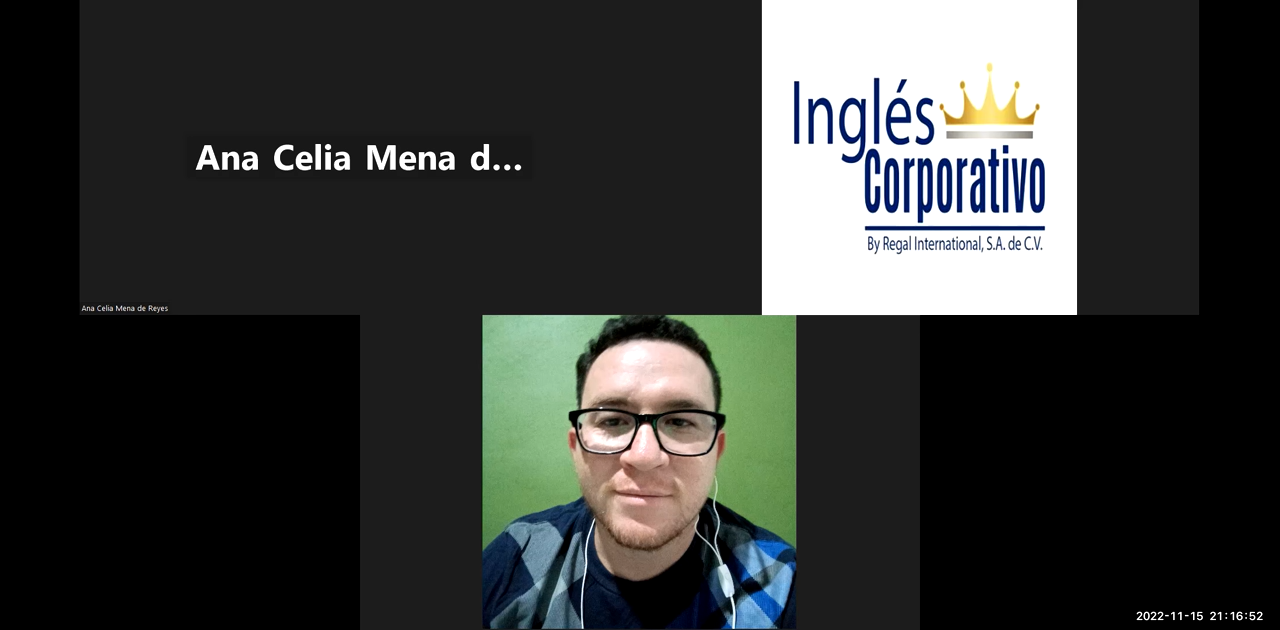 Ana Celia Mena d...
Inglés
Corporativo
By Regal International, S.A. de C.V.
Ana Celia Mena de Reyes
2022-11-15 21:16:52